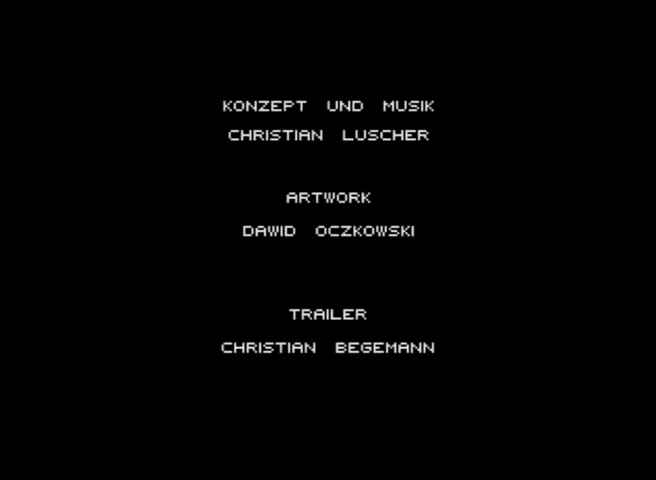 KONZEPT UND MUSIK
CHRISTIAN LUSCHER
ARTWORK
DAWID OCZKOWSKI
TRAILER
CHRISTIAN BEGEMANN